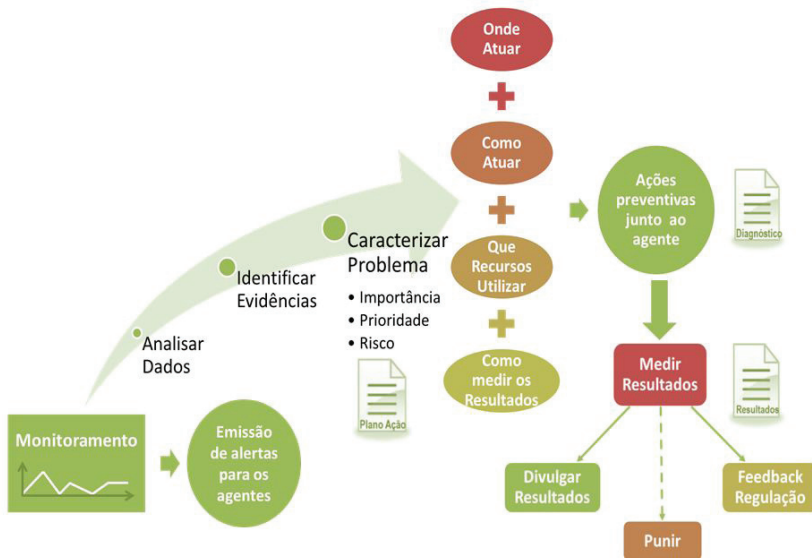 Monitoramento
Emissão
de alertas
para os
agentes
Analisar
Dados
Identificar
Evidências
Caracterizar
Problema
• Importância
• Prioridade
• Risco
Plano Ação
Onde
Atuar
Como
Atuar
Que
Recursos
Utilizar
Como
medir os
Resultados
Ações
preventivas
junto ao
agente
Diagnóstico
Medir
Resultados
Resultados
Divulgar
Resultados
Punir
Feedback
Regulação